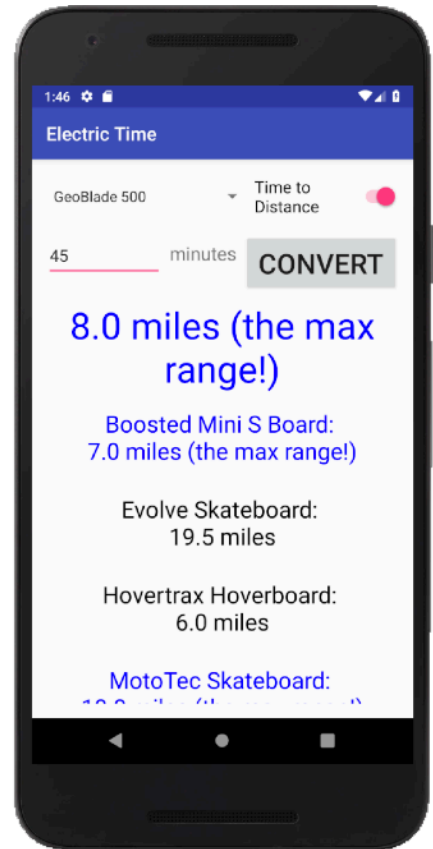 1:46
Electric Time
GeoBlade 500
Time to
Distance
45
minutes
CONVERT
8.0 miles (the max
range!)
Boosted Mini S Board:
7.0 miles (the max range!)
Evolve Skateboard:
19.5 miles
Hovertrax Hoverboard:
6.0 miles
MotoTec Skateboard: